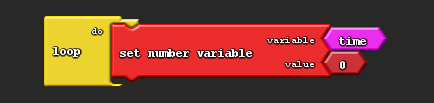 do
loop
set number variable
variable time
value 0